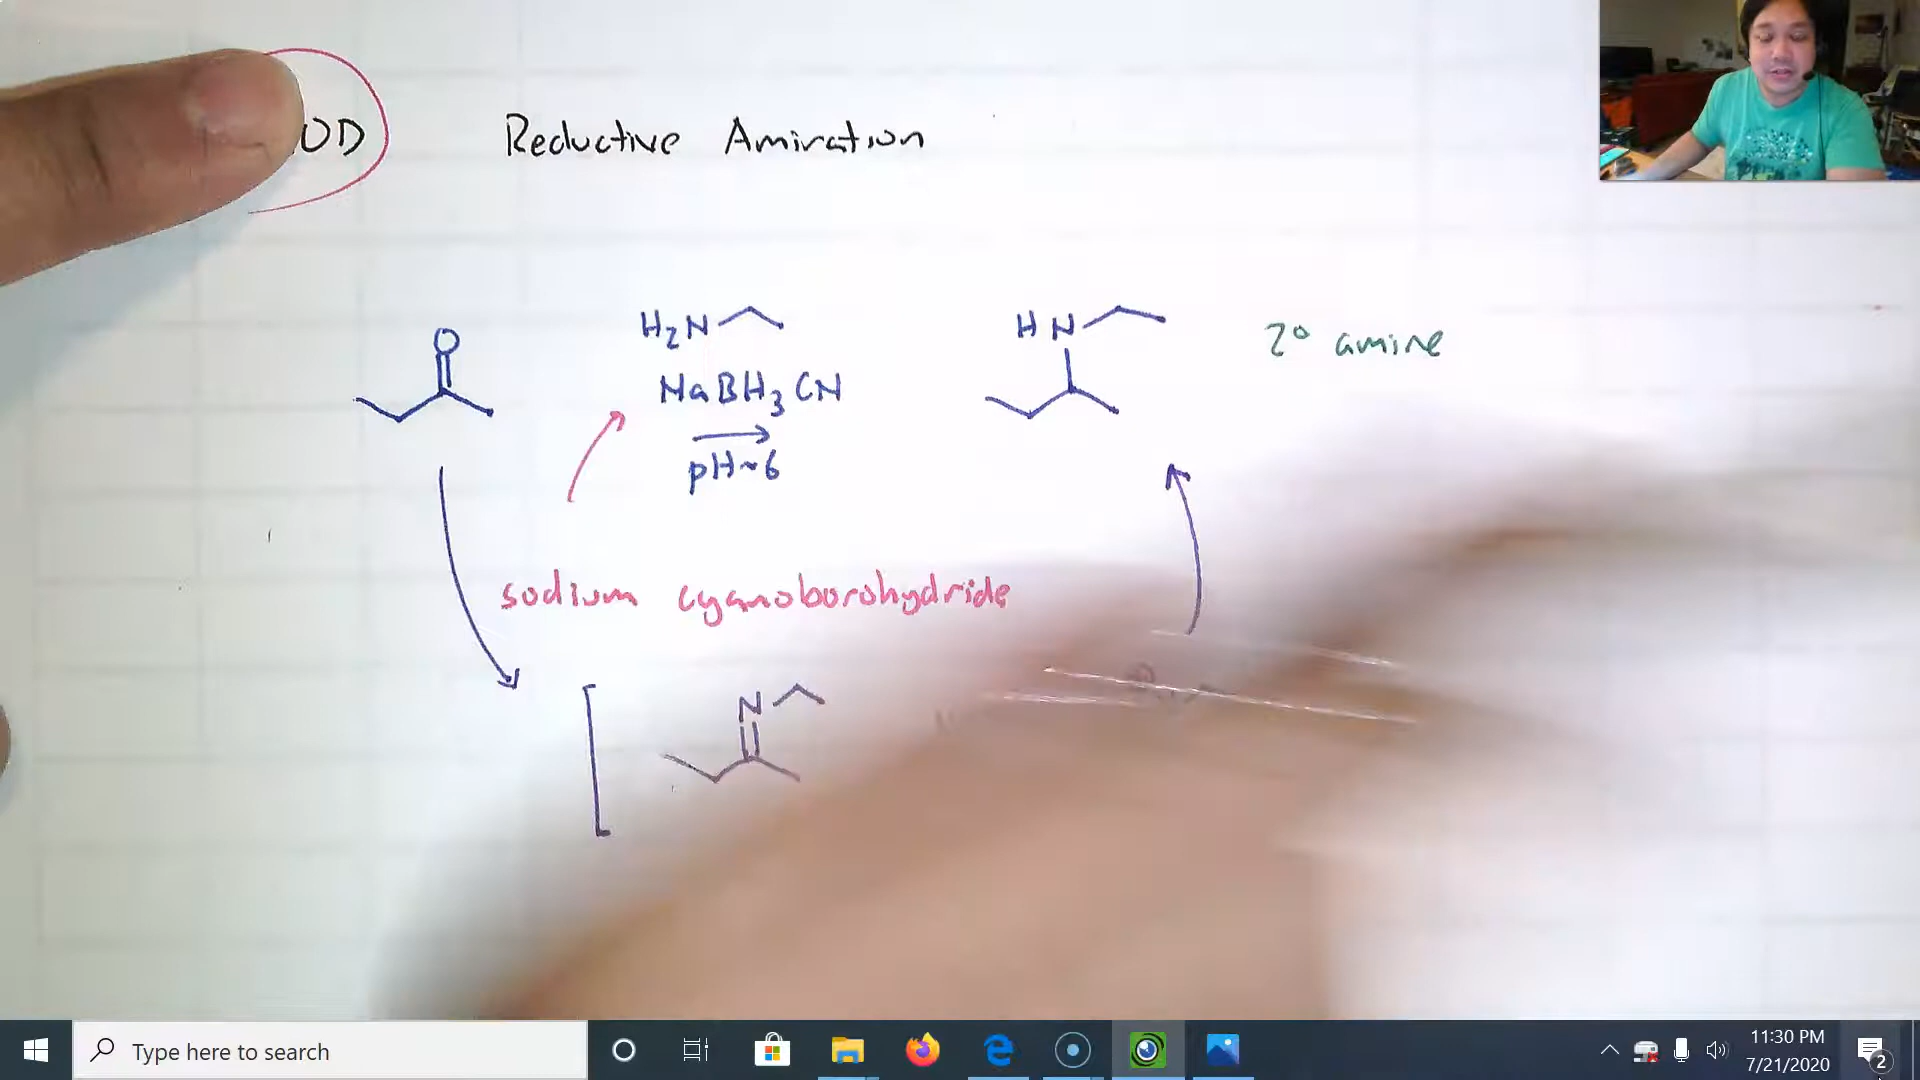 OD
Reductive Amination
H2N
NaBH3CN
pH~6
O
HN
2° amine
sodium cyanoborohydride
N
Type here to search
11:30 PM
7/21/2020
2